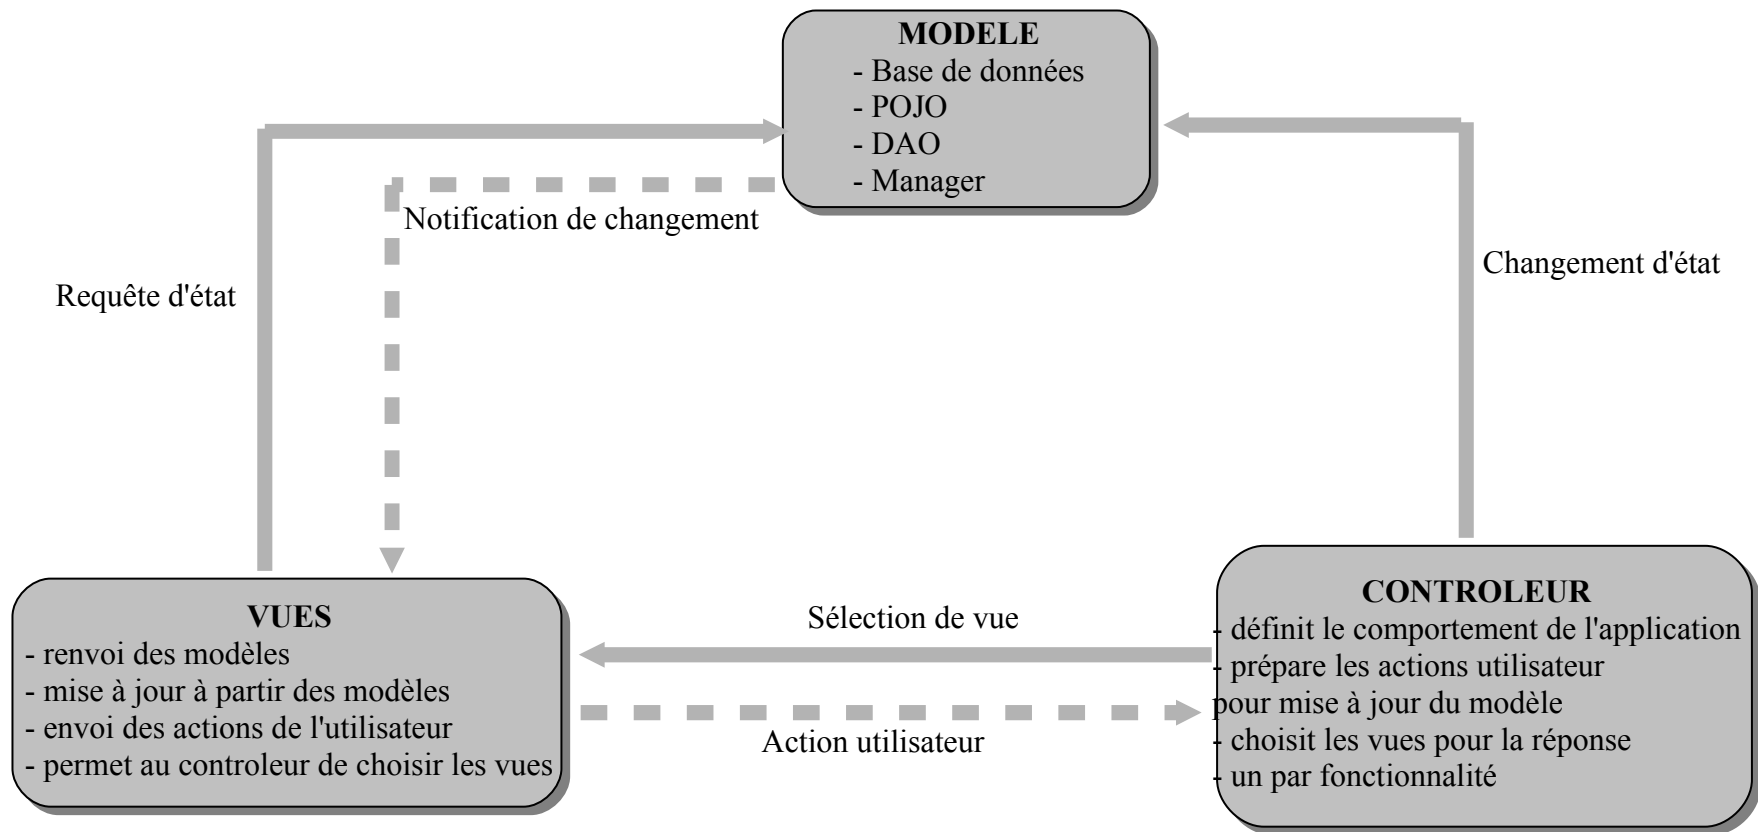 MODELE
- Base de données
- POJO
- DAO
- Manager
Notification de changement
Requête d'état
Changement d'état
VUES
- renvoi des modèles
- mise à jour à partir des modèles
- envoi des actions de l'utilisateur
- permet au controleur de choisir les vues
Sélection de vue
Action utilisateur
CONTROLEUR
- définit le comportement de l'application
- prépare les actions utilisateur
pour mise à jour du modèle
- choisit les vues pour la réponse
- un par fonctionnalité